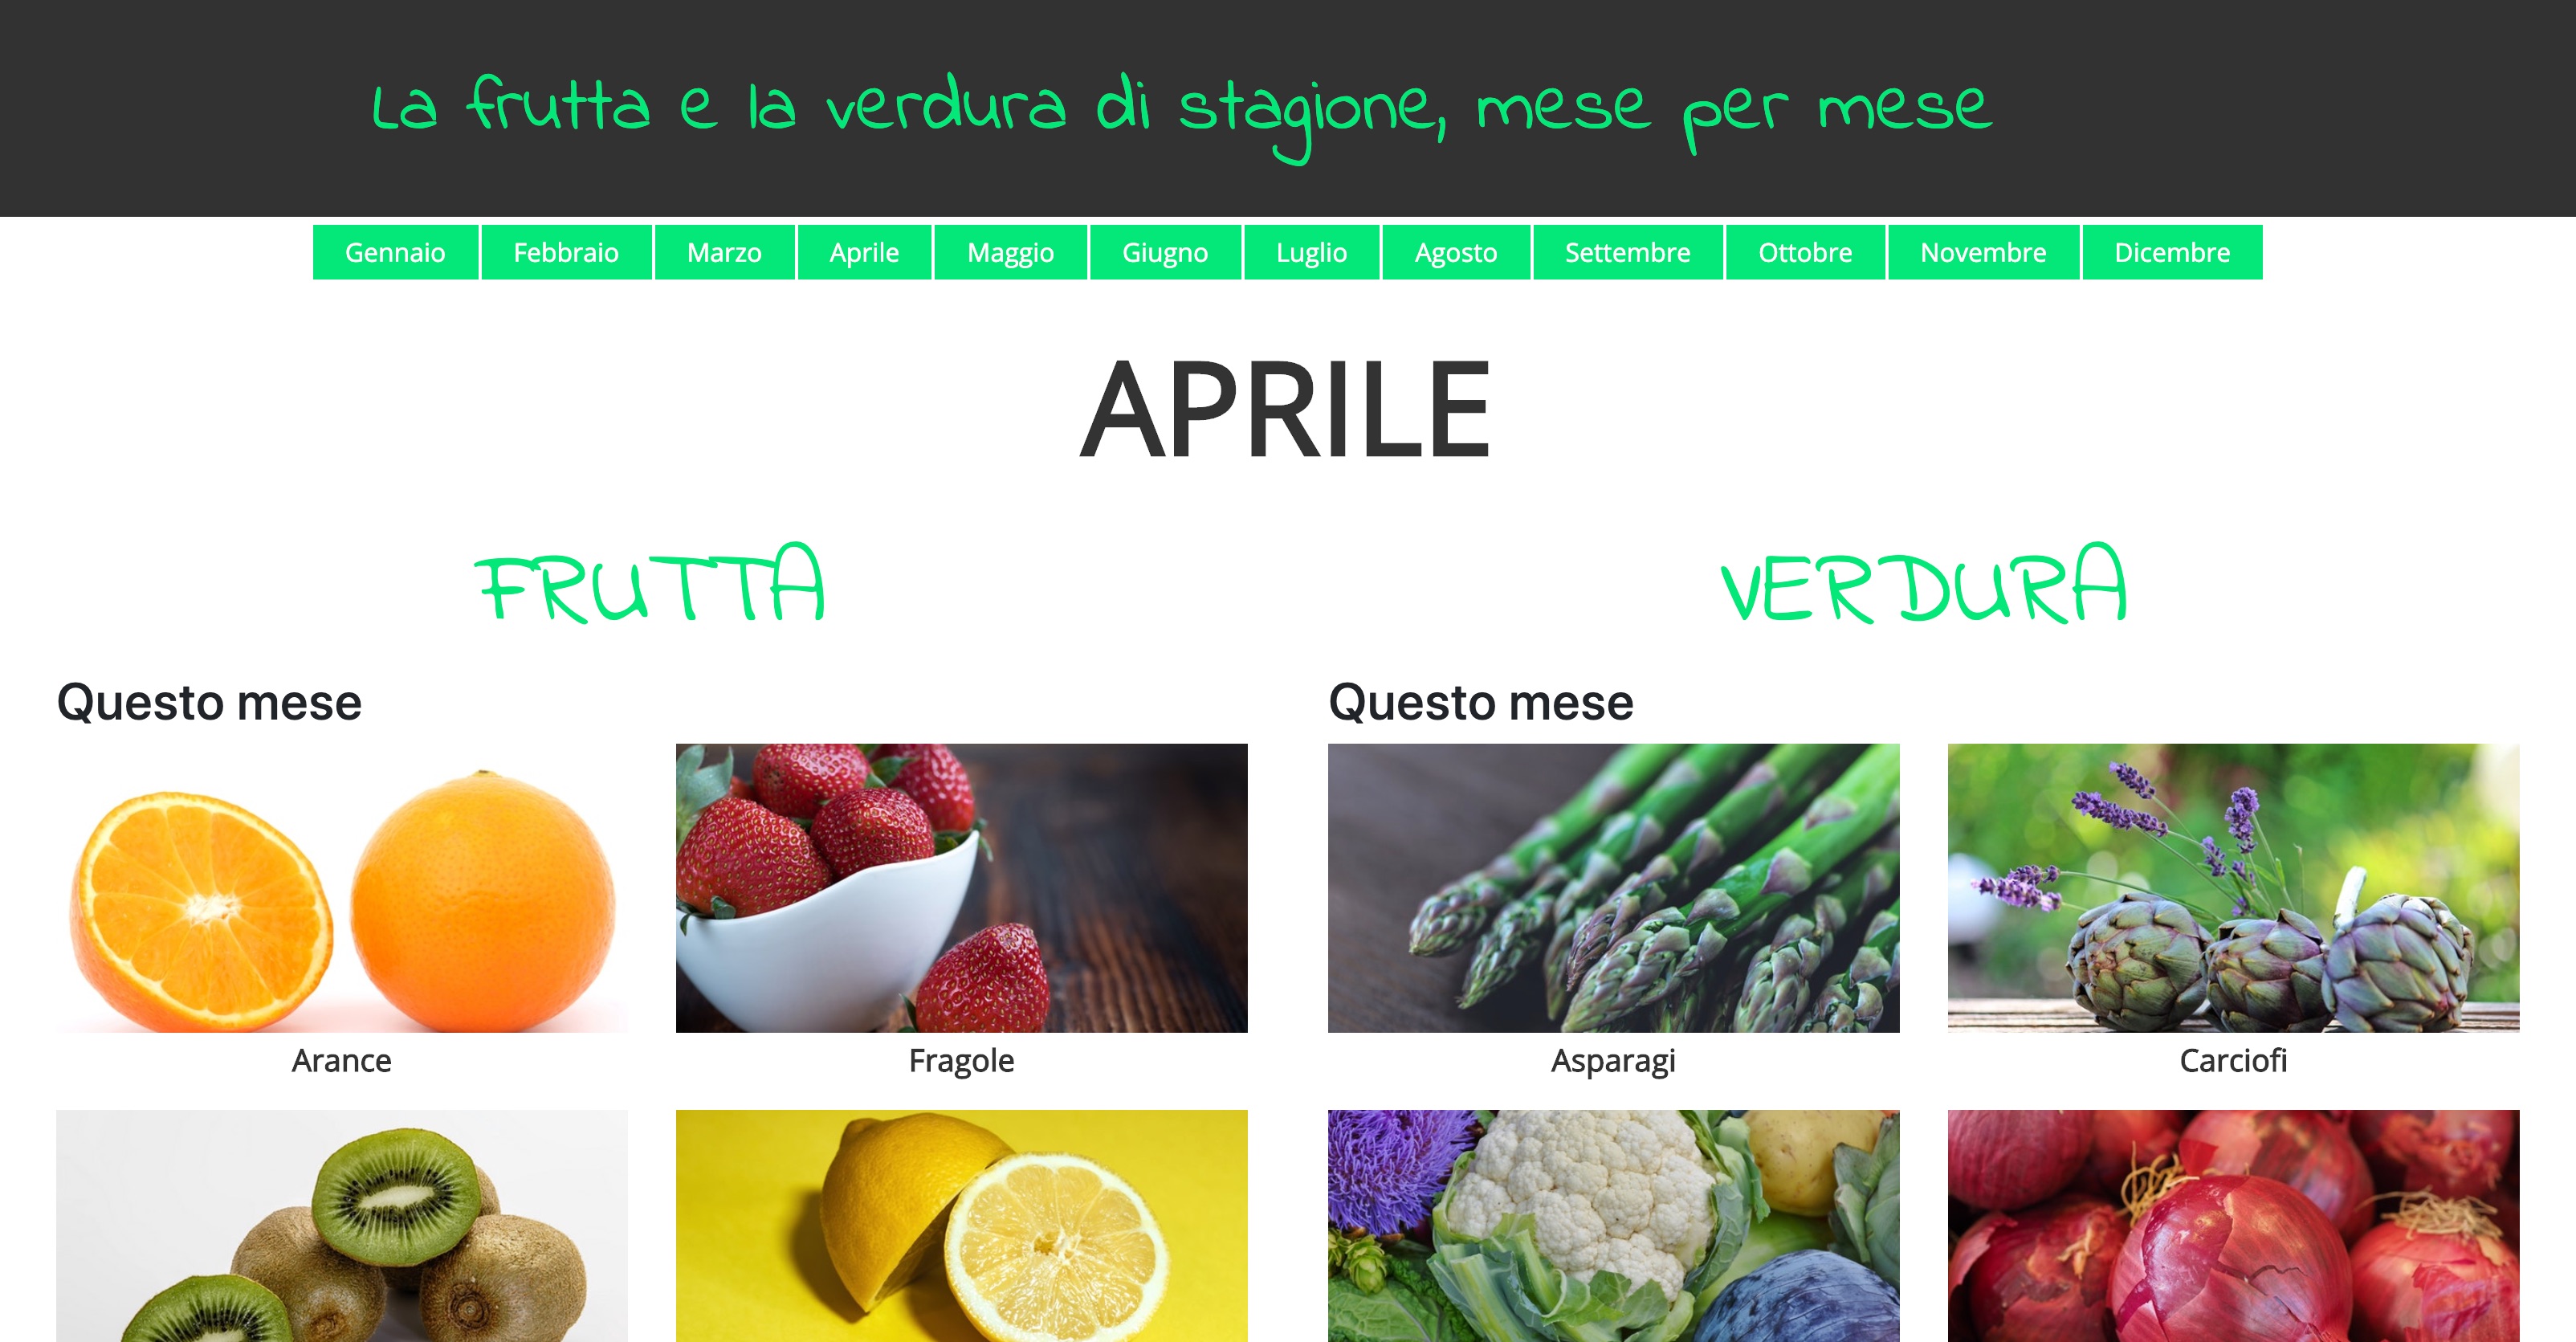 La frutta e la verdura di stagione, mese per mese
Gennaio Febbraio Marzo Aprile Maggio Giugno Luglio Agosto Settembre Ottobre Novembre Dicembre
APRILE
FRUTTA
Questo mese
Arance Fragole
VERDURA
Questo mese
Asparagi Carciofi